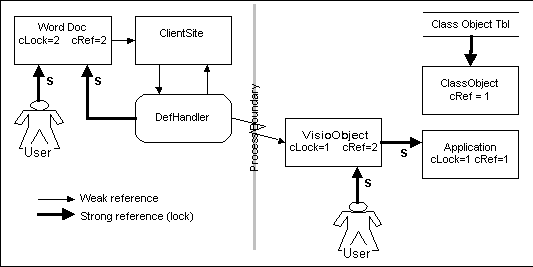 Word Doc
cLock=2 cRef=2
ClientSite
Class Object Tbl
ClassObject
cRef = 1
S
S
DefHandler
User
Process Boundary
VisioObject
cLock=1 cRef=2
S
Application
cLock=1 cRef=1
S
User
Weak reference
Strong reference (lock)